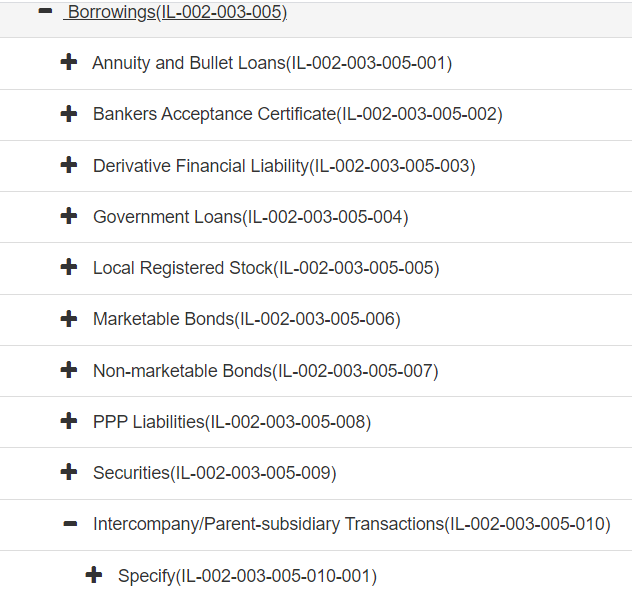 Borrowings(IL-002-003-005)
Annuity and Bullet Loans(IL-002-003-005-001)
Bankers Acceptance Certificate(IL-002-003-005-002)
Derivative Financial Liability(IL-002-003-005-003)
Government Loans(IL-002-003-005-004)
Local Registered Stock(IL-002-003-005-005)
Marketable Bonds(IL-002-003-005-006)
Non-marketable Bonds(IL-002-003-005-007)
PPP Liabilities(IL-002-003-005-008)
Securities(IL-002-003-005-009)
Intercompany/Parent-subsidiary Transactions(IL-002-003-005-010)
Specify(IL-002-003-005-010-001)